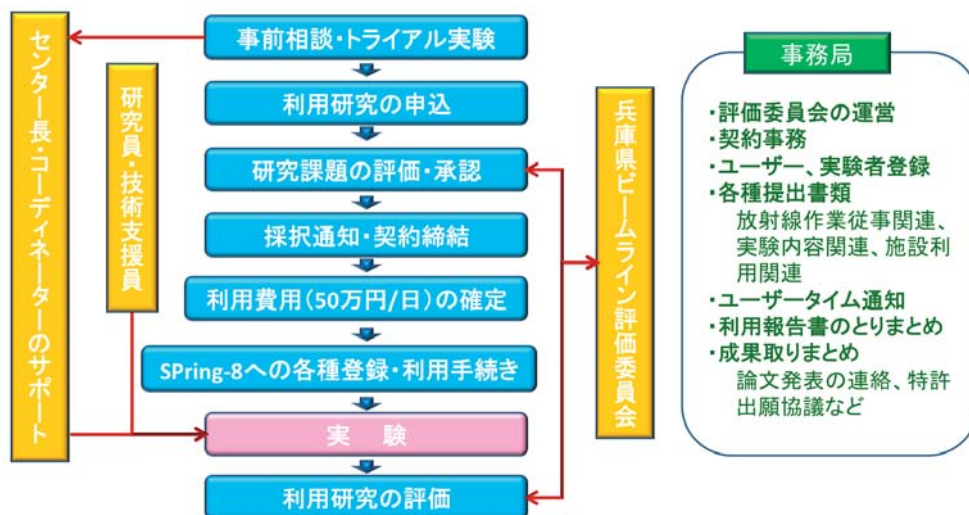 センター長・コーディネーターのサポート
研究員・技術支援員
事前相談・トライアル実験
利用研究の申込
研究課題の評価・承認
採択通知・契約締結
利用費用(50万円/日)の確定
SPring-8への各種登録・利用手続き
実 験
利用研究の評価
兵庫県ビームライン評価委員会
事務局
・評価委員会の運営
・契約事務
・ユーザー、実験者登録
・各種提出書類
放射線作業従事関連、
実験内容関連、施設利
用関連
・ユーザータイム通知
・利用報告書のとりまとめ
・成果取りまとめ
論文発表の連絡、特許
出願協議など